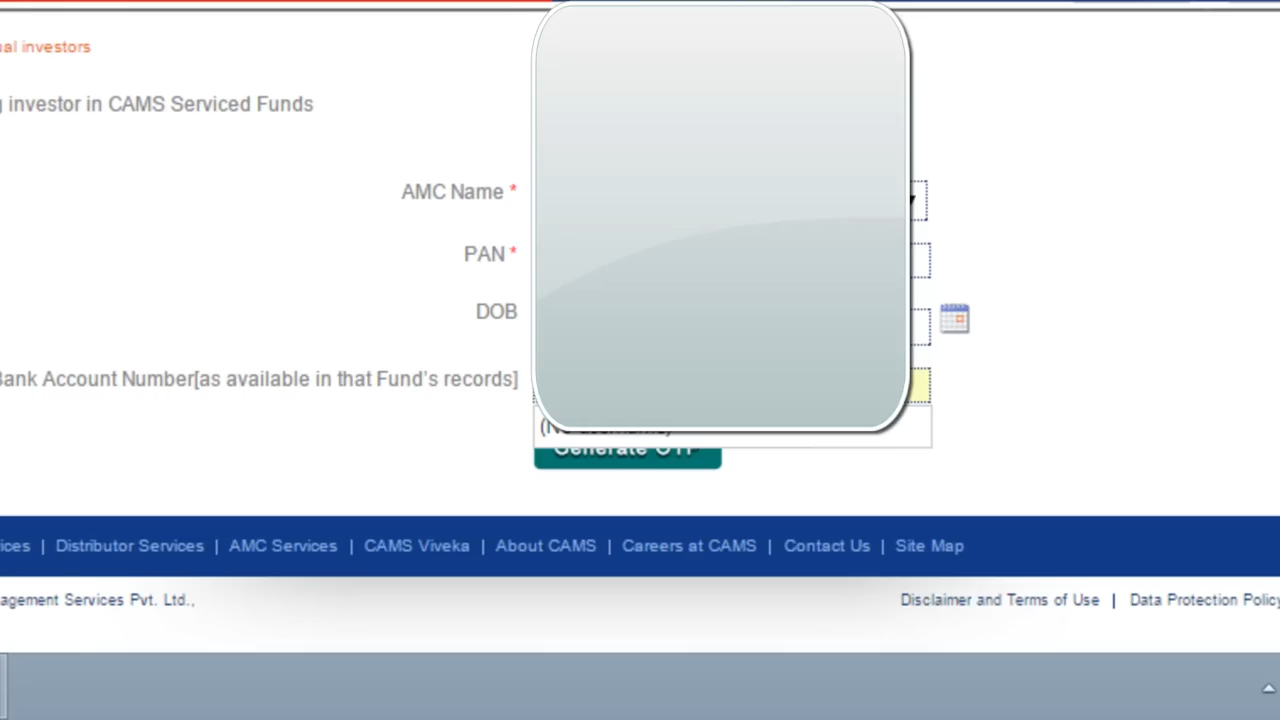 al investors
investor in CAMS Serviced Funds
AMC Name *
PAN *
DOB
Bank Account Number[as available in that Fund's records]
Generate OTP
ices | Distributor Services | AMC Services | CAMS Viveka | About CAMS | Careers at CAMS | Contact Us | Site Map
agement Services Pvt. Ltd.,
Disclaimer and Terms of Use | Data Protection Policy